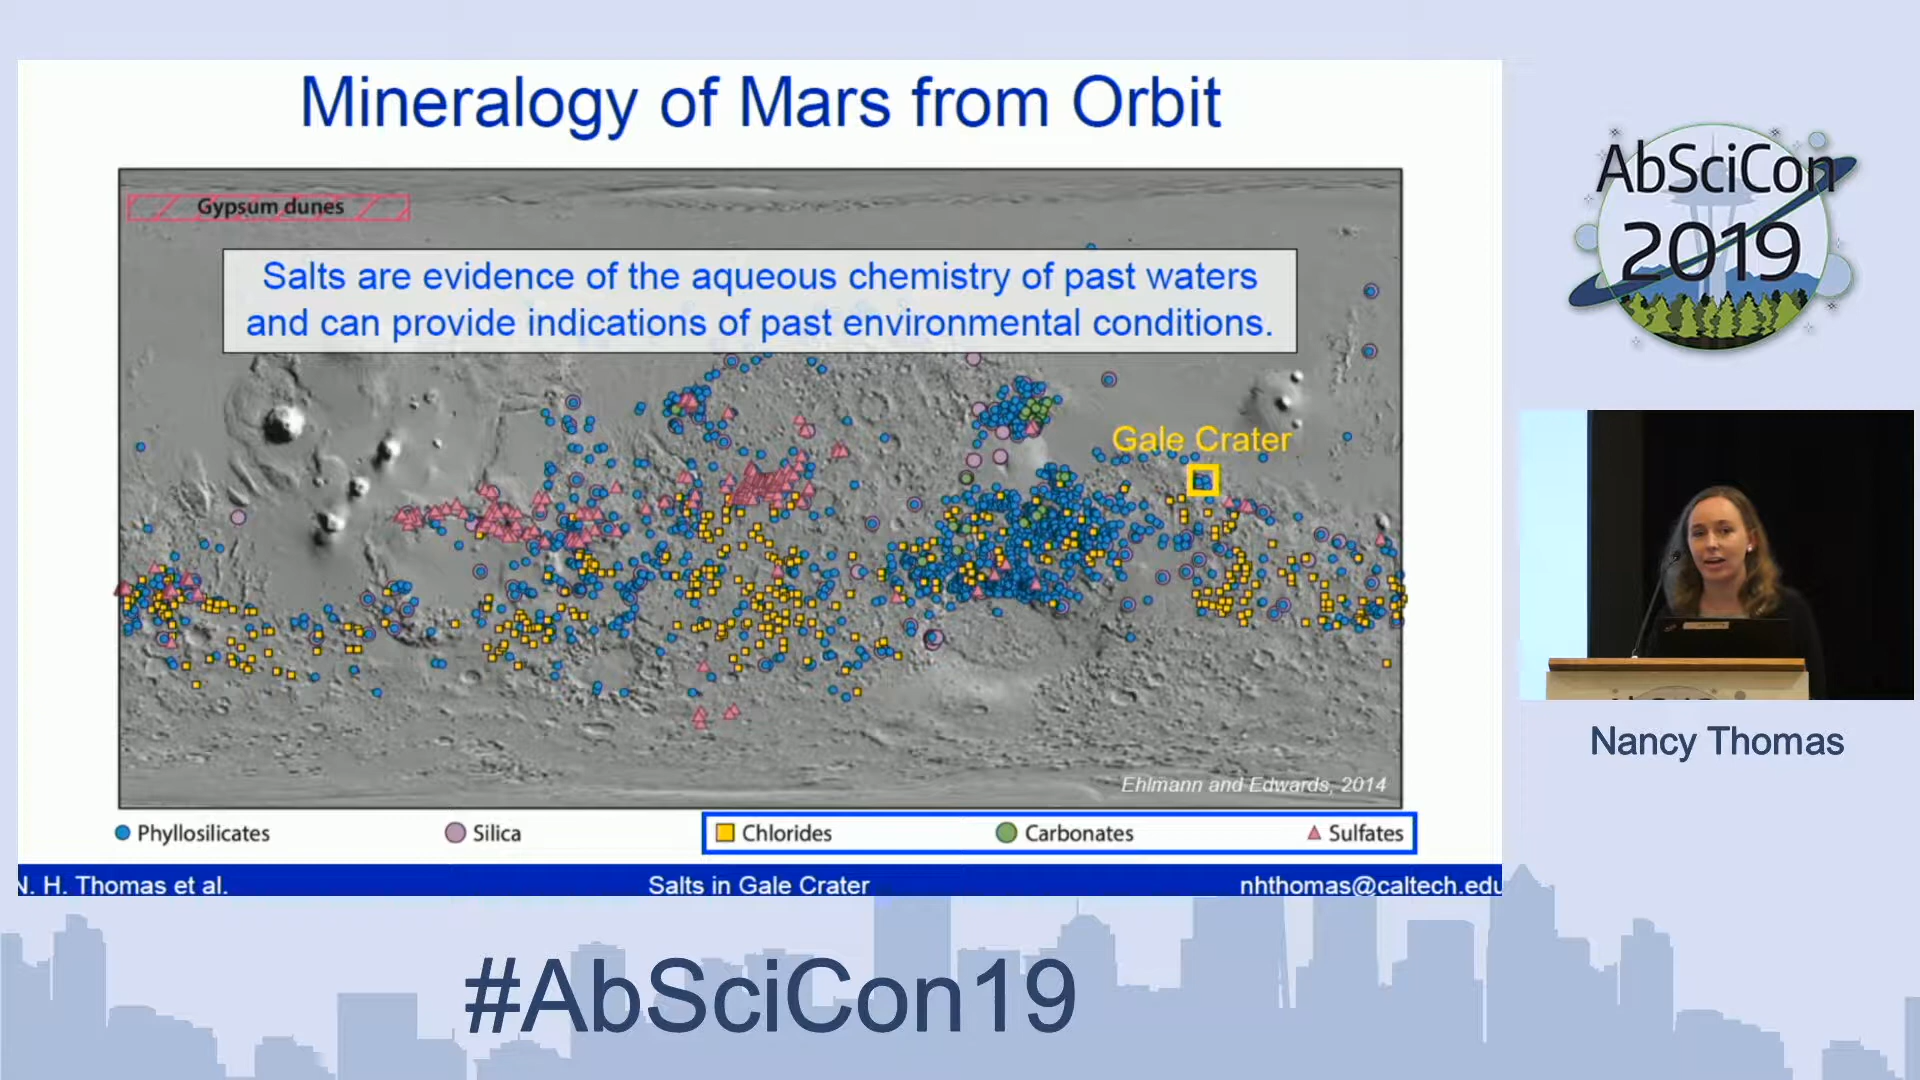 Mineralogy of Mars from Orbit
Gypsum dunes
Salts are evidence of the aqueous chemistry of past waters
and can provide indications of past environmental conditions.
Gale Crater
Ehlmann and Edwards, 2014
Phyllosilicates
Silica
Chlorides
Carbonates
Sulfates
N. H. Thomas et al.
Salts in Gale Crater
nhthomas@caltech.edu
AbSciCon
2019
Nancy Thomas
#AbSciCon19